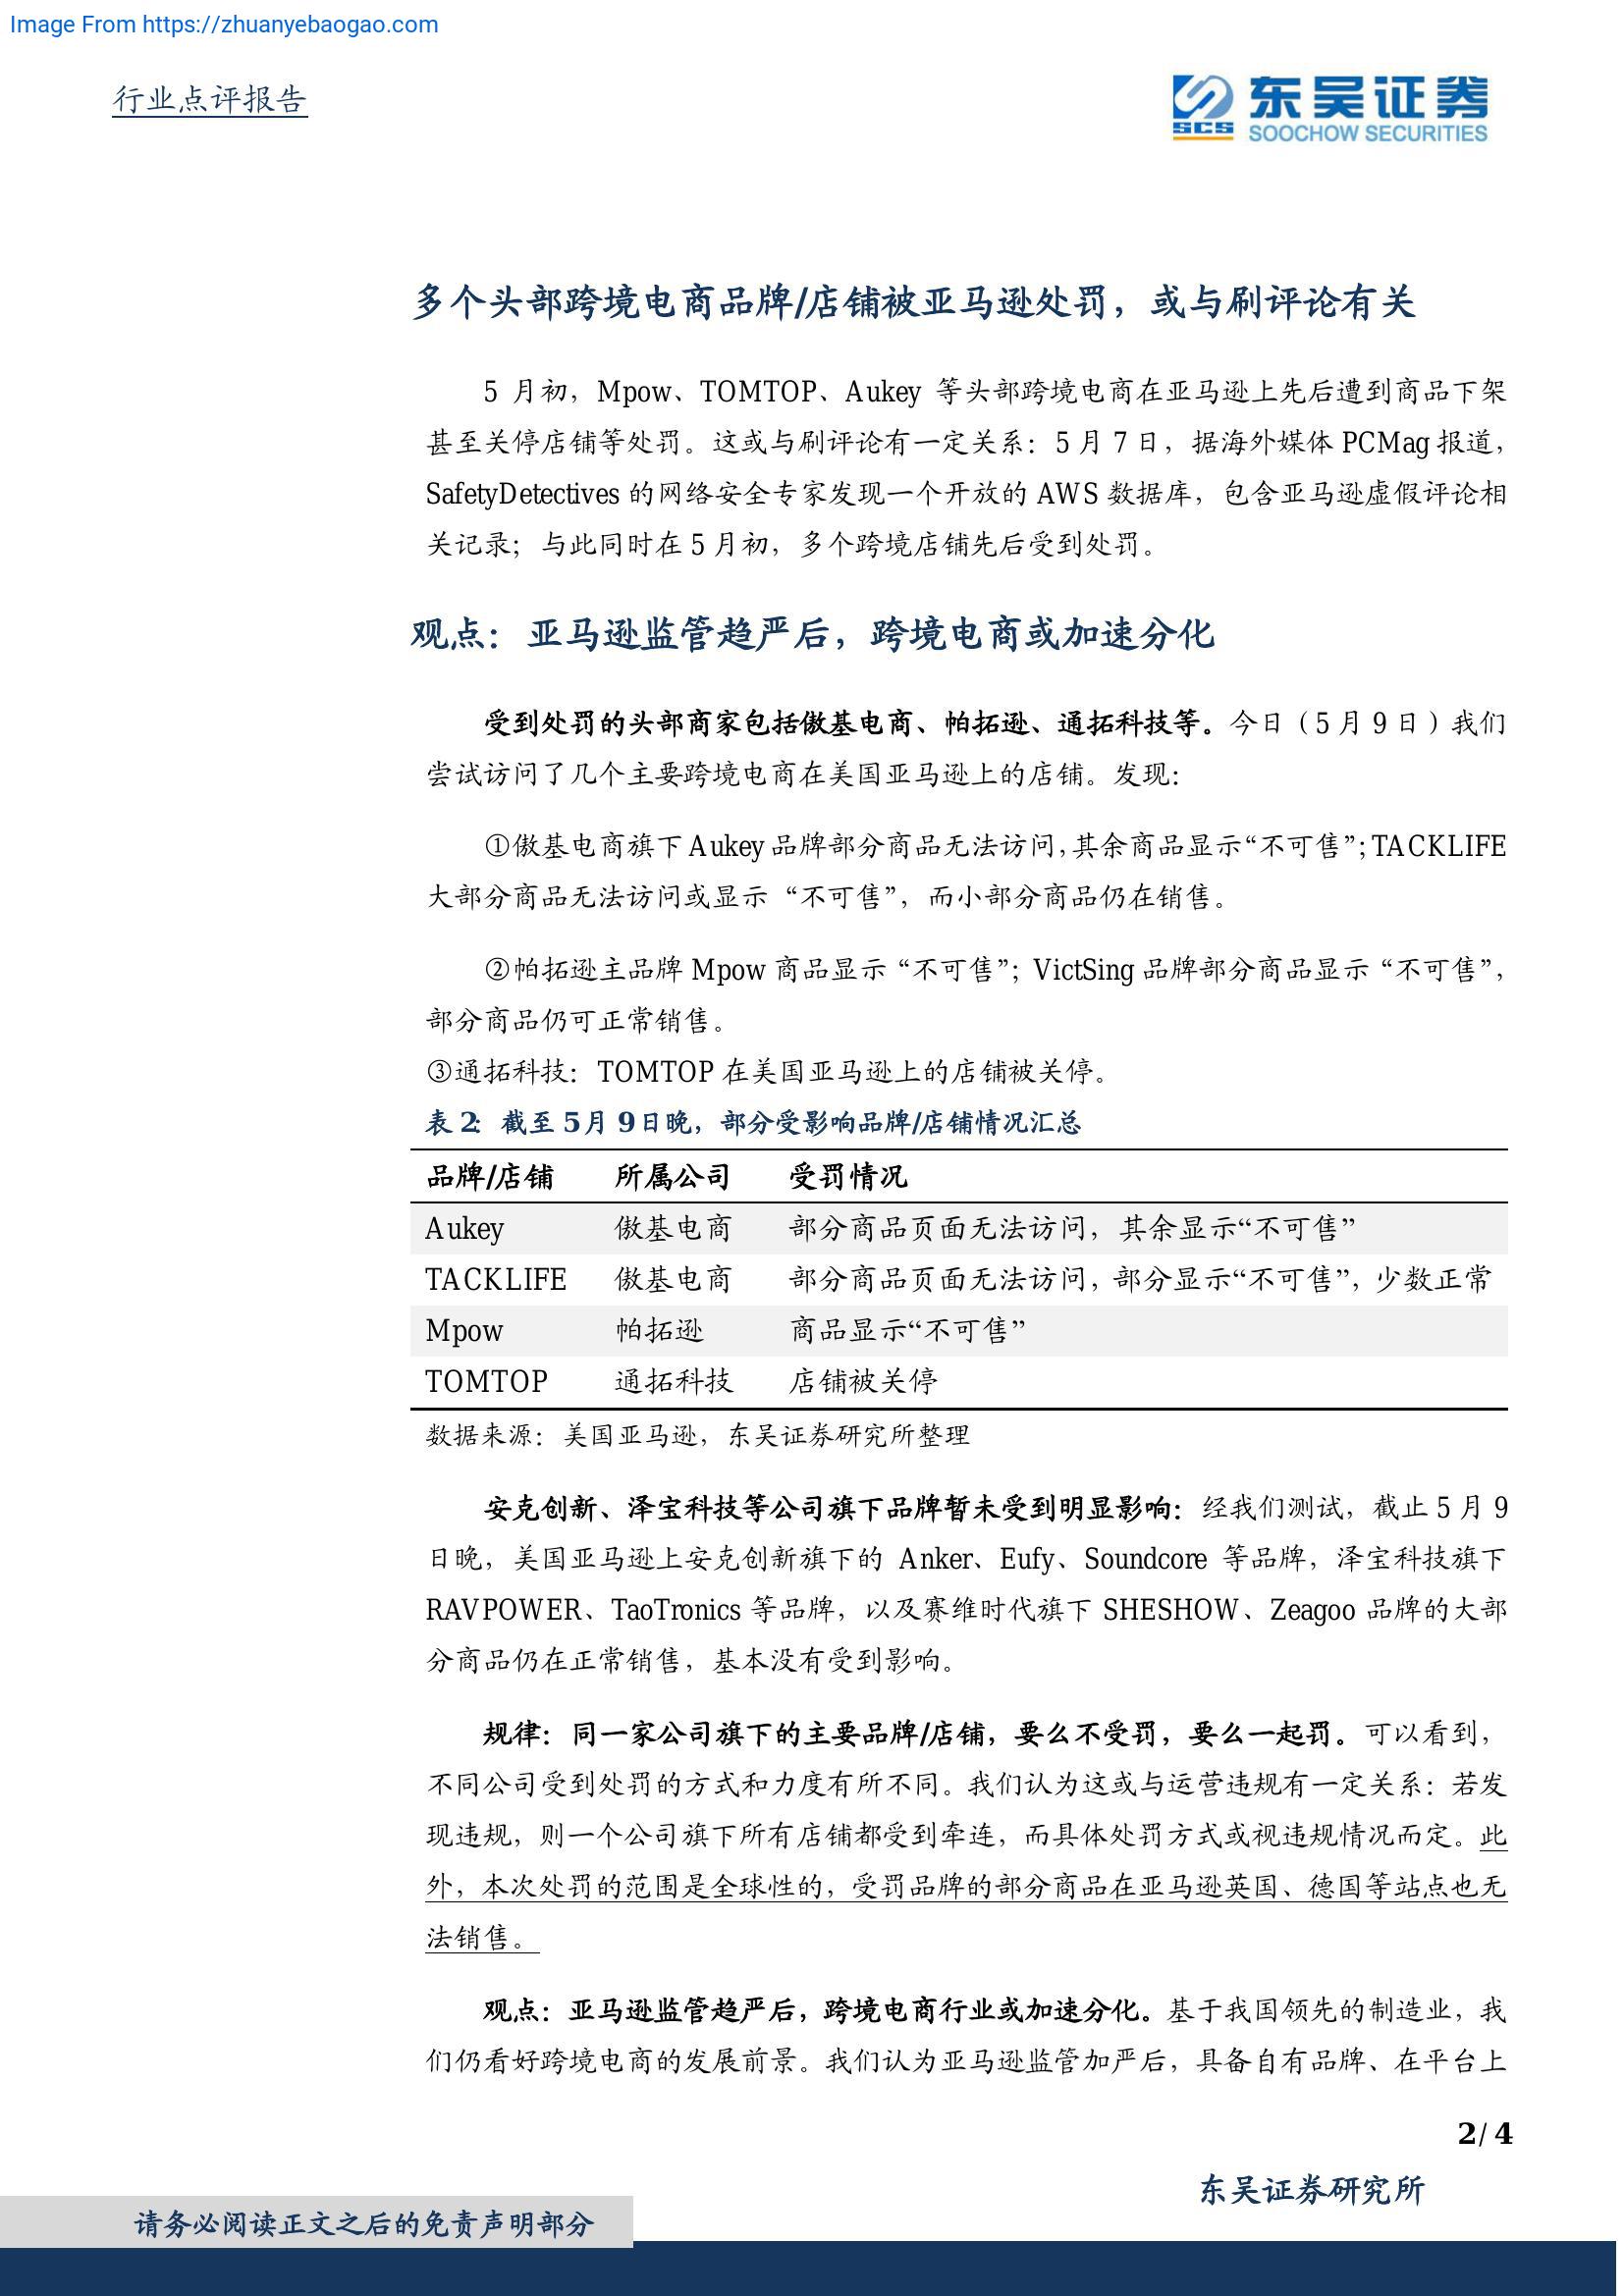 Image From https://zhuanyebaogao.com
行业点评报告
东吴证券
SCS
SOOCHOW SECURITIES
多个头部跨境电商品牌/店铺被亚马逊处罚，或与刷评论有关
5 月初，Mpow、TOMTOP、Aukey 等头部跨境电商在亚马逊上先后遭到商品下架
甚至关停店铺等处罚。这或与刷评论有一定关系：5 月 7 日，据海外媒体 PCMag 报道，
SafetyDetectives 的网络安全专家发现一个开放的 AWS 数据库，包含亚马逊虚假评论相
关记录；与此同时在 5 月初，多个跨境店铺先后受到处罚。
观点：亚马逊监管趋严后，跨境电商或加速分化
受到处罚的头部商家包括傲基电商、帕拓逊、通拓科技等。今日（5 月 9 日）我们
尝试访问了几个主要跨境电商在美国亚马逊上的店铺。发现：
①傲基电商旗下 Aukey 品牌部分商品无法访问，其余商品显示“不可售”；TACKLIFE
大部分商品无法访问或显示“不可售”，而小部分商品仍在销售。
②帕拓逊主品牌 Mpow 商品显示“不可售”；VictSing 品牌部分商品显示“不可售”，
部分商品仍可正常销售。
③通拓科技：TOMTOP 在美国亚马逊上的店铺被关停。
表 2：截至 5 月 9 日晚，部分受影响品牌/店铺情况汇总
品牌/店铺 所属公司 受罚情况
Aukey 傲基电商 部分商品页面无法访问，其余显示“不可售”
TACKLIFE 傲基电商 部分商品页面无法访问，部分显示“不可售”，少数正常
Mpow 帕拓逊 商品显示“不可售”
TOMTOP 通拓科技 店铺被关停
数据来源：美国亚马逊，东吴证券研究所整理
安克创新、泽宝科技等公司旗下品牌暂未受到明显影响：经我们测试，截止 5 月 9
日晚，美国亚马逊上安克创新旗下的 Anker、Eufy、Soundcore 等品牌，泽宝科技旗下
RAVPOWER、TaoTronics 等品牌，以及赛维时代旗下 SHESHOW、Zeagoo 品牌的大部
分商品仍在正常销售，基本没有受到影响。
规律：同一家公司旗下的主要品牌/店铺，要么不受罚，要么一起罚。可以看到，
不同公司受到处罚的方式和力度有所不同。我们认为这或与运营违规有一定关系：若发
现违规，则一个公司旗下所有店铺都受到牵连，而具体处罚方式或视违规情况而定。此
外，本次处罚的范围是全球性的，受罚品牌的部分商品在亚马逊英国、德国等站点也无
法销售。
观点：亚马逊监管趋严后，跨境电商行业或加速分化。基于我国领先的制造业，我
们仍看好跨境电商的发展前景。我们认为亚马逊监管加严后，具备自有品牌、在平台上
2/ 4
东吴证券研究所
请务必阅读正文之后的免责声明部分